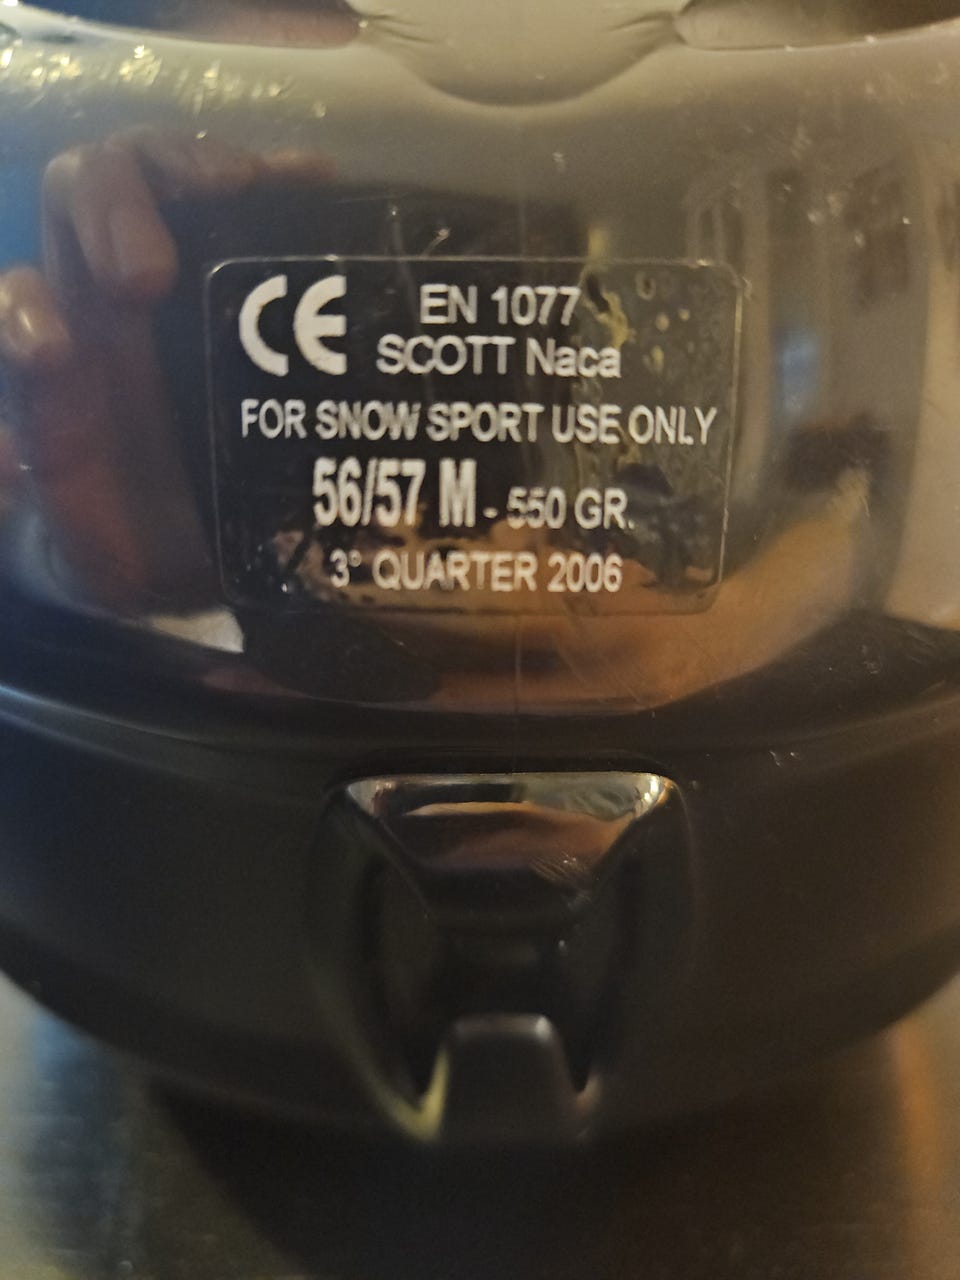 CE EN 1077
SCOTT Naca
FOR SNOW SPORT USE ONLY
56/57 M - 550 GR.
3° QUARTER 2006